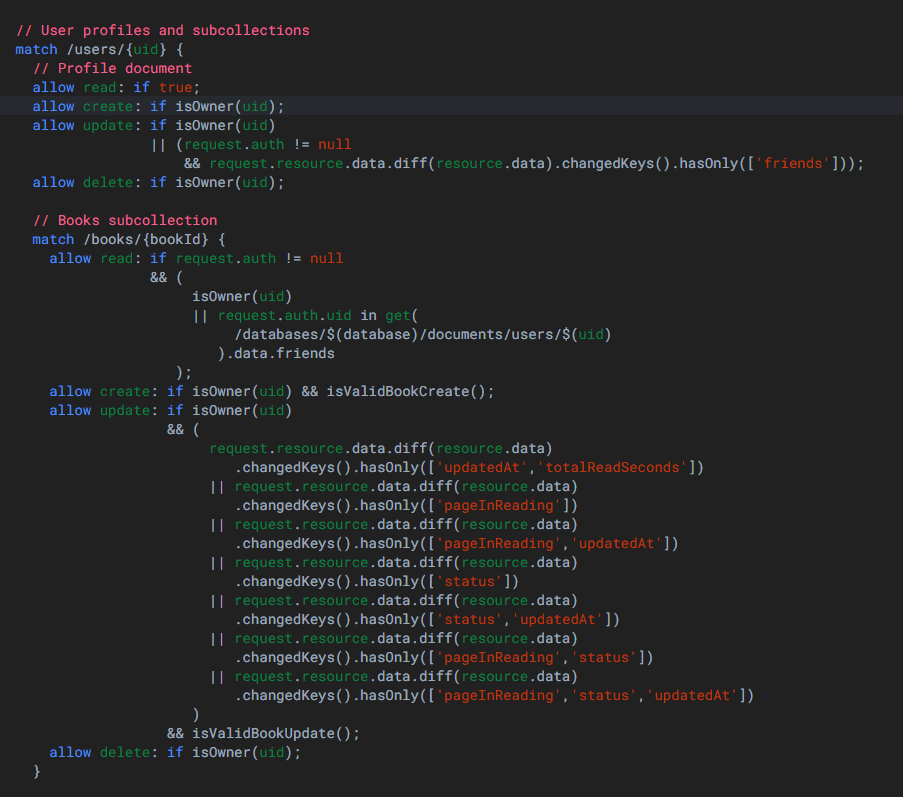 // User profiles and subcollections
match /users/{uid} {
  // Profile document
  allow read: if true;
  allow create: if isOwner(uid);
  allow update: if isOwner(uid)
                || (request.auth != null
                    && request.resource.data.diff(resource.data).changedKeys().hasOnly(['friends']));
  allow delete: if isOwner(uid);

  // Books subcollection
  match /books/{bookId} {
    allow read: if request.auth != null
                && (
                     isOwner(uid)
                     || request.auth.uid in get(
                          /databases/$(database)/documents/users/$(uid)
                        ).data.friends
                   );
    allow create: if isOwner(uid) && isValidBookCreate();
    allow update: if isOwner(uid)
                  && (
                       request.resource.data.diff(resource.data)
                          .changedKeys().hasOnly(['updatedAt','totalReadSeconds'])
                       || request.resource.data.diff(resource.data)
                          .changedKeys().hasOnly(['pageInReading'])
                       || request.resource.data.diff(resource.data)
                          .changedKeys().hasOnly(['pageInReading','updatedAt'])
                       || request.resource.data.diff(resource.data)
                          .changedKeys().hasOnly(['status'])
                       || request.resource.data.diff(resource.data)
                          .changedKeys().hasOnly(['status','updatedAt'])
                       || request.resource.data.diff(resource.data)
                          .changedKeys().hasOnly(['pageInReading','status'])
                       || request.resource.data.diff(resource.data)
                          .changedKeys().hasOnly(['pageInReading','status','updatedAt'])
                     )
                  && isValidBookUpdate();
    allow delete: if isOwner(uid);
  }